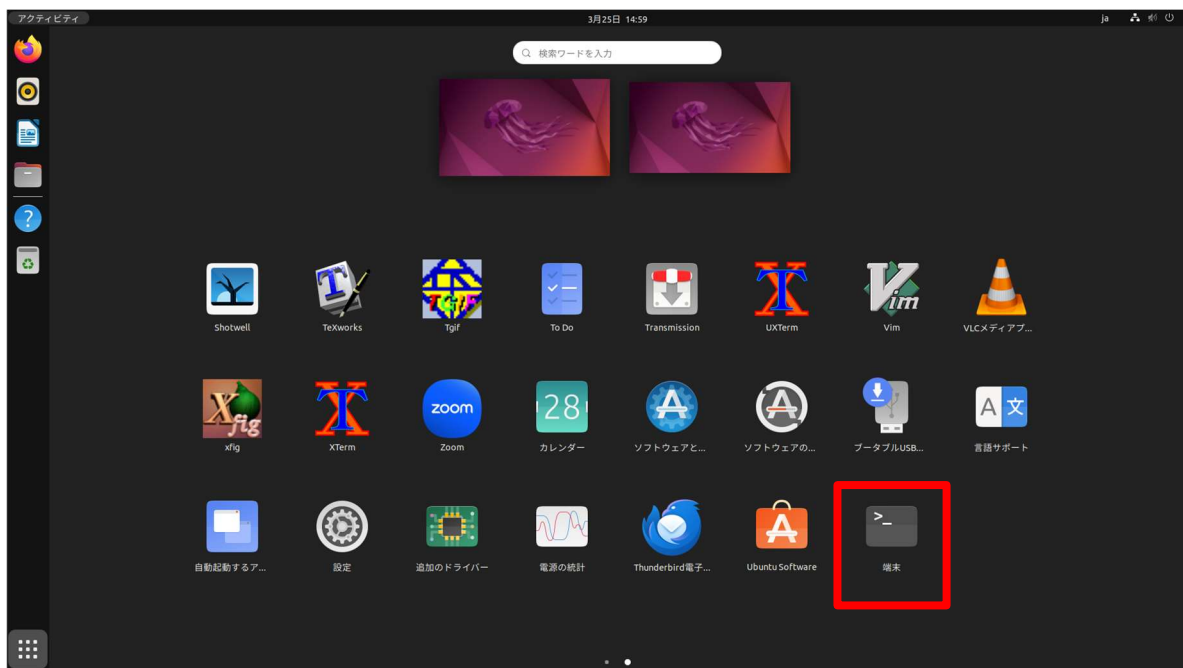 アクティビティ
3月25日 14:59
ja
検索ワードを入力
Shotwell
TeXworks
Tgif
To Do
Transmission
UXTerm
Vim
VLCメディアプ...
xfig
XTerm
zoom
Zoom
28
カレンダー
ソフトウェアと...
ソフトウェアの...
ブータブルUSB...
A 文
言語サポート
自動起動するア...
設定
追加のドライバー
電源の統計
Thunderbird電子...
Ubuntu Software
>_
端末